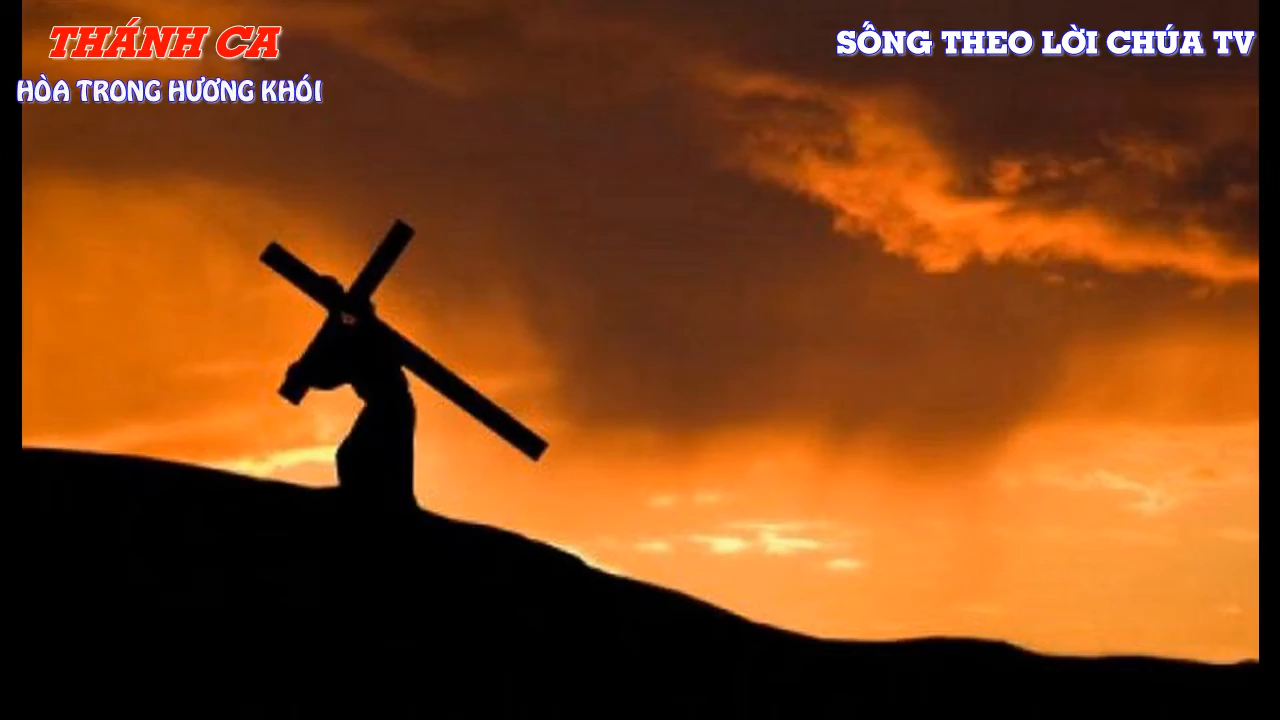 THÁNH CA
HÒA TRONG HƯƠNG KHÓI
SỐNG THEO LỜI CHÚA TV